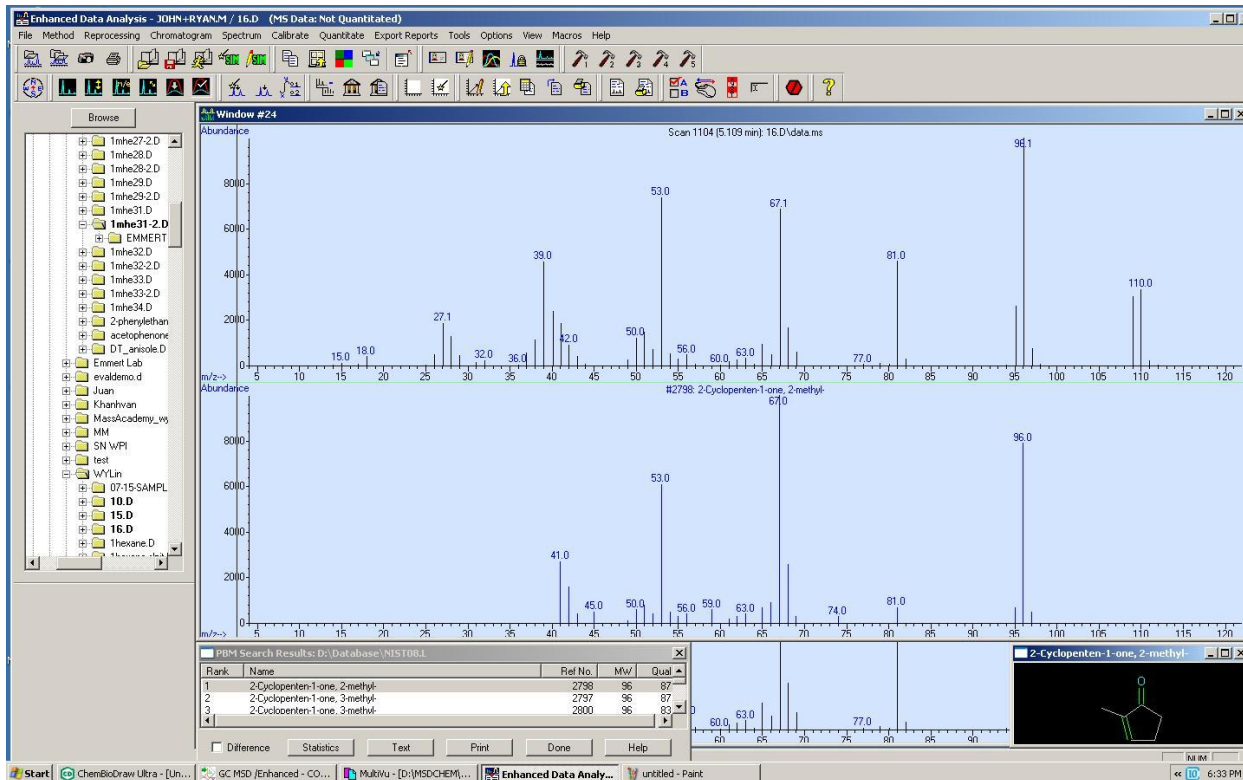 Enhanced Data Analysis - JOHN+RYAN.M / 16.D (MS Data: Not Quantitated)
File Method Reprocessing Chromatogram Spectrum Calibrate Quantitate Export Reports Tools Options View Macros Help
Browse
1mhe27-2.D
1mhe28.D
1mhe28-2.D
1mhe29.D
1mhe29-2.D
1mhe31.D
1mhe31-2.D
EMMERT
1mhe32.D
1mhe32-2.D
1mhe33.D
1mhe33-2.D
1mhe34.D
2-phenylethan
acetophenone
DT_anisole.D
Emmert Lab
evaldemo.d
Juan
Khanhvan
MassAcademy_wy
MM
SN WPI
test
WYLin
07-15-SAMPL
10.D
15.D
16.D
1hexane.D
Window #24
Abundance
Scan 1104 (5.109 min): 16.D\data.ms
96.1
8000
53.0
67.1
6000
39.0
81.0
4000
110.0
27.1
2000
15.0 18.0 32.0 36.0 42.0 50.0 56.0 60.0 63.0 77.0
0
m/z--> 5 10 15 20 25 30 35 40 45 50 55 60 65 70 75 80 85 90 95 100 105 110 115 120
Abundance
#2798: 2-Cyclopenten-1-one, 2-methyl-
67.0
8000
96.0
53.0
6000
4000
41.0
2000
45.0 50.0 56.0 59.0 63.0 74.0 81.0
0
m/z--> 5 10 15 20 25 30 35 40 45 50 55 60 65 70 75 80 85 90 95 100 105 110 115 120
PBM Search Results: D:\Database\NIST08.L
Rank Name Ref No. MW Qual
1 2-Cyclopenten-1-one, 2-methyl- 2798 96 87
2 2-Cyclopenten-1-one, 3-methyl- 2797 96 87
3 2-Cyclopenten-1-one, 3-methyl- 2800 96 83
Difference Statistics Text Print Done Help
60.0 63.0 77.0
60 65 70 75 80 85 90
2-Cyclopenten-1-one, 2-methyl-
O
NUM
Start ChemBioDraw Ultra - [Un... GC MSD /Enhanced - CO... MultiVu - [D:\MSDCHEM\... Enhanced Data Analy... untitled - Paint 6:33 PM